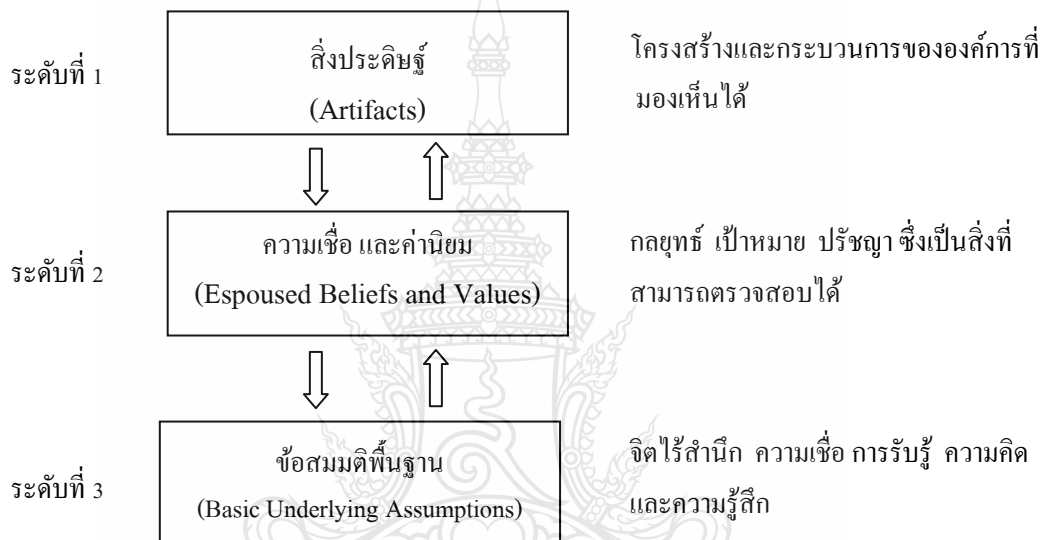 ระดับที่ 1
สิ่งประดิษฐ์
(Artifacts)
โครงสร้างและกระบวนการขององค์การที่
มองเห็นได้
ระดับที่ 2
ความเชื่อ และค่านิยม
(Espoused Beliefs and Values)
กลยุทธ์ เป้าหมาย ปรัชญา ซึ่งเป็นสิ่งที่
สามารถตรวจสอบได้
ระดับที่ 3
ข้อสมมติพื้นฐาน
(Basic Underlying Assumptions)
จิตไร้สำนึก ความเชื่อ การรับรู้ ความคิด
และความรู้สึก